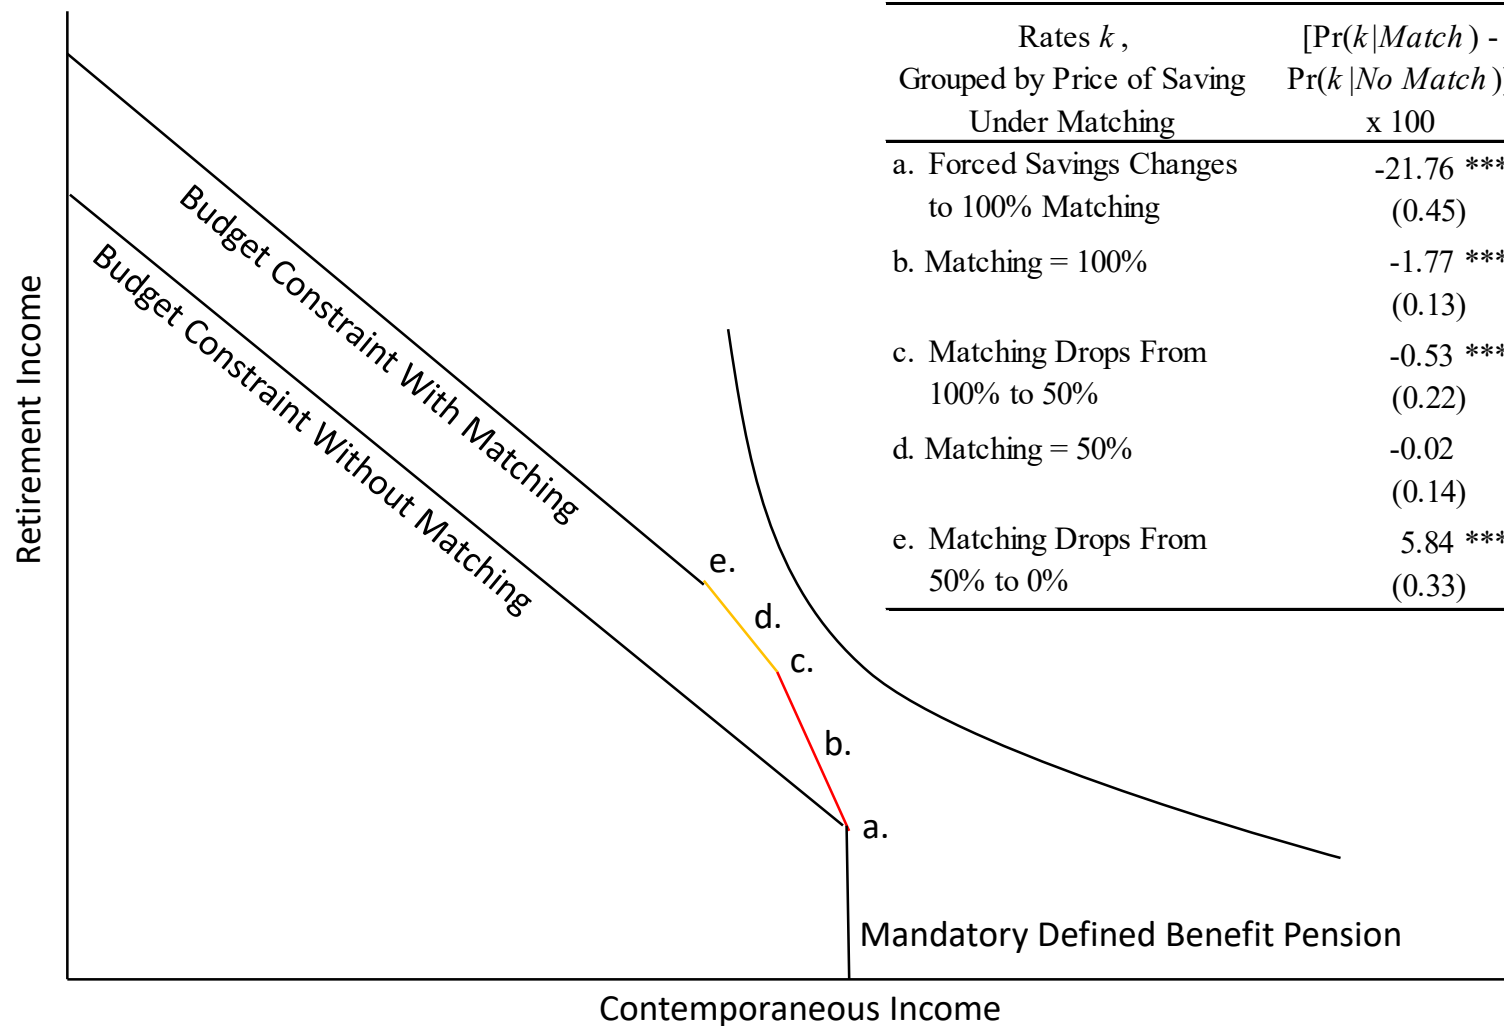 Retirement Income
Budget Constraint With Matching
Budget Constraint Without Matching
e.
d.
c.
b.
a.
Mandatory Defined Benefit Pension
Contemporaneous Income
Rates k , [Pr(k|Match ) -
Grouped by Price of Saving Pr(k |No Match )]
Under Matching x 100
a. Forced Savings Changes -21.76 ***
to 100% Matching (0.45)
b. Matching = 100% -1.77 ***
(0.13)
c. Matching Drops From -0.53 ***
100% to 50% (0.22)
d. Matching = 50% -0.02
(0.14)
e. Matching Drops From 5.84 ***
50% to 0% (0.33)